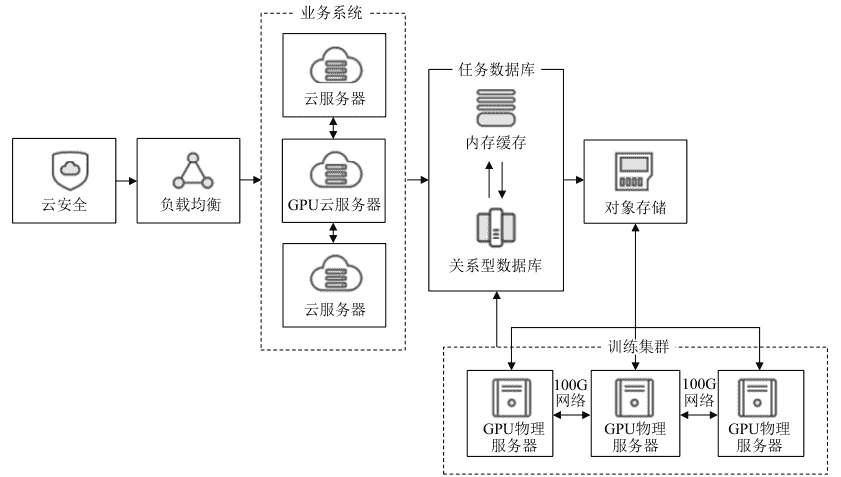 业务系统
云服务器
GPU云服务器
云服务器
云安全
负载均衡
任务数据库
内存缓存
关系型数据库
对象存储
训练集群
GPU物理
服务器
100G
网络
GPU物理
服务器
100G
网络
GPU物理
服务器